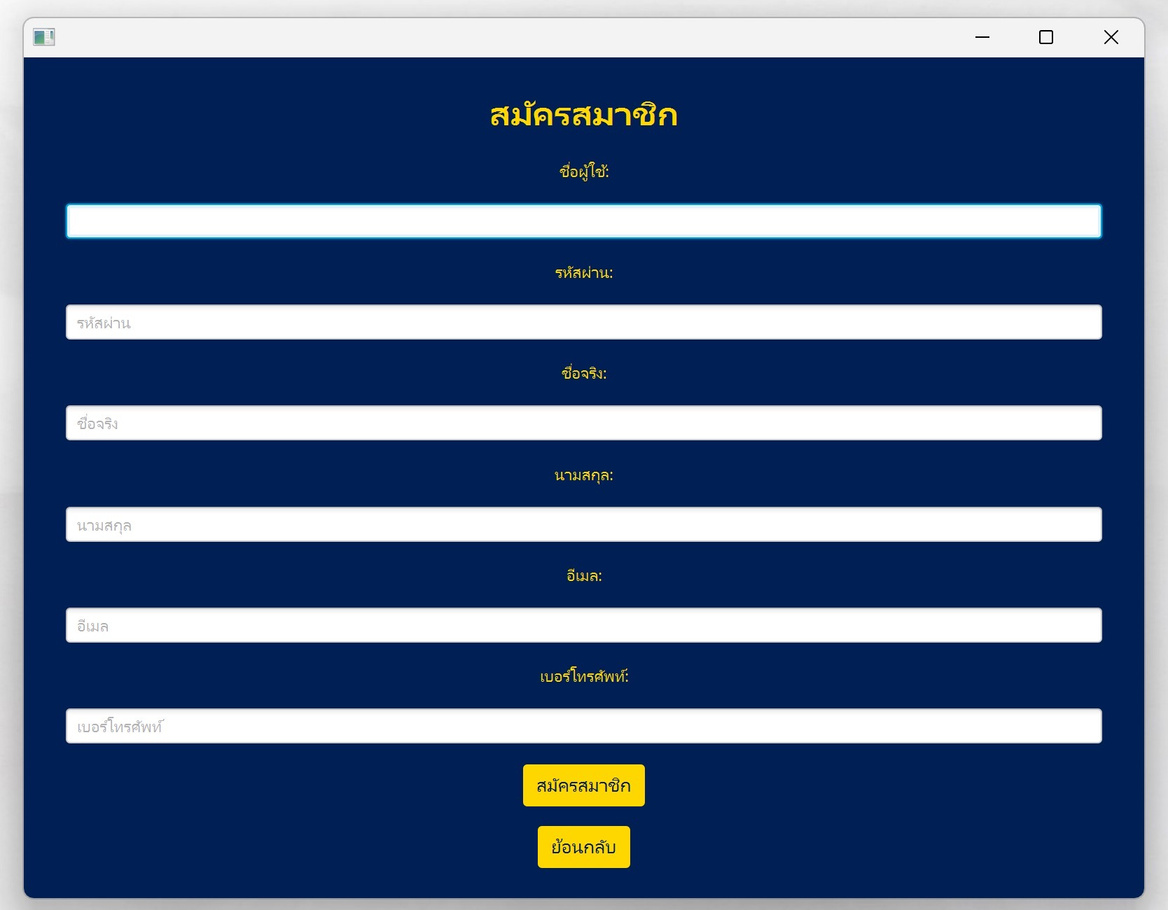 สมัครสมาชิก
ชื่อผู้ใช้:
รหัสผ่าน:
รหัสผ่าน
ชื่อจริง:
ชื่อจริง
นามสกุล:
นามสกุล
อีเมล:
อีเมล
เบอร์โทรศัพท์:
เบอร์โทรศัพท์
สมัครสมาชิก
ย้อนกลับ